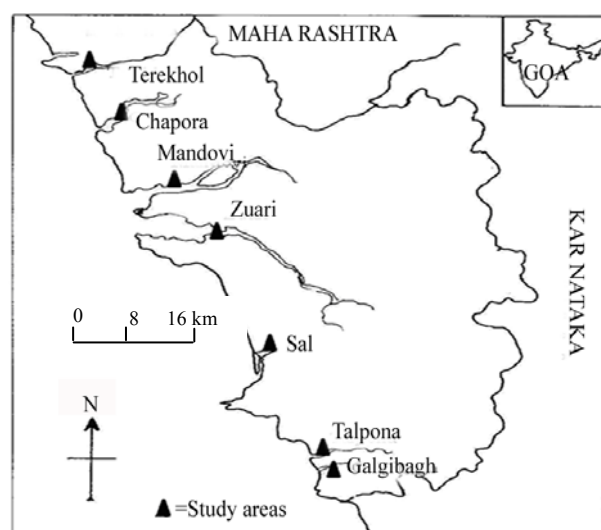 MAHA RASHTRA
GOA
Terekhol
Chapora
Mandovi
Zuari
KAR NATAKA
0 8 16 km
Sal
N
Talpona
Galgibagh
=Study areas